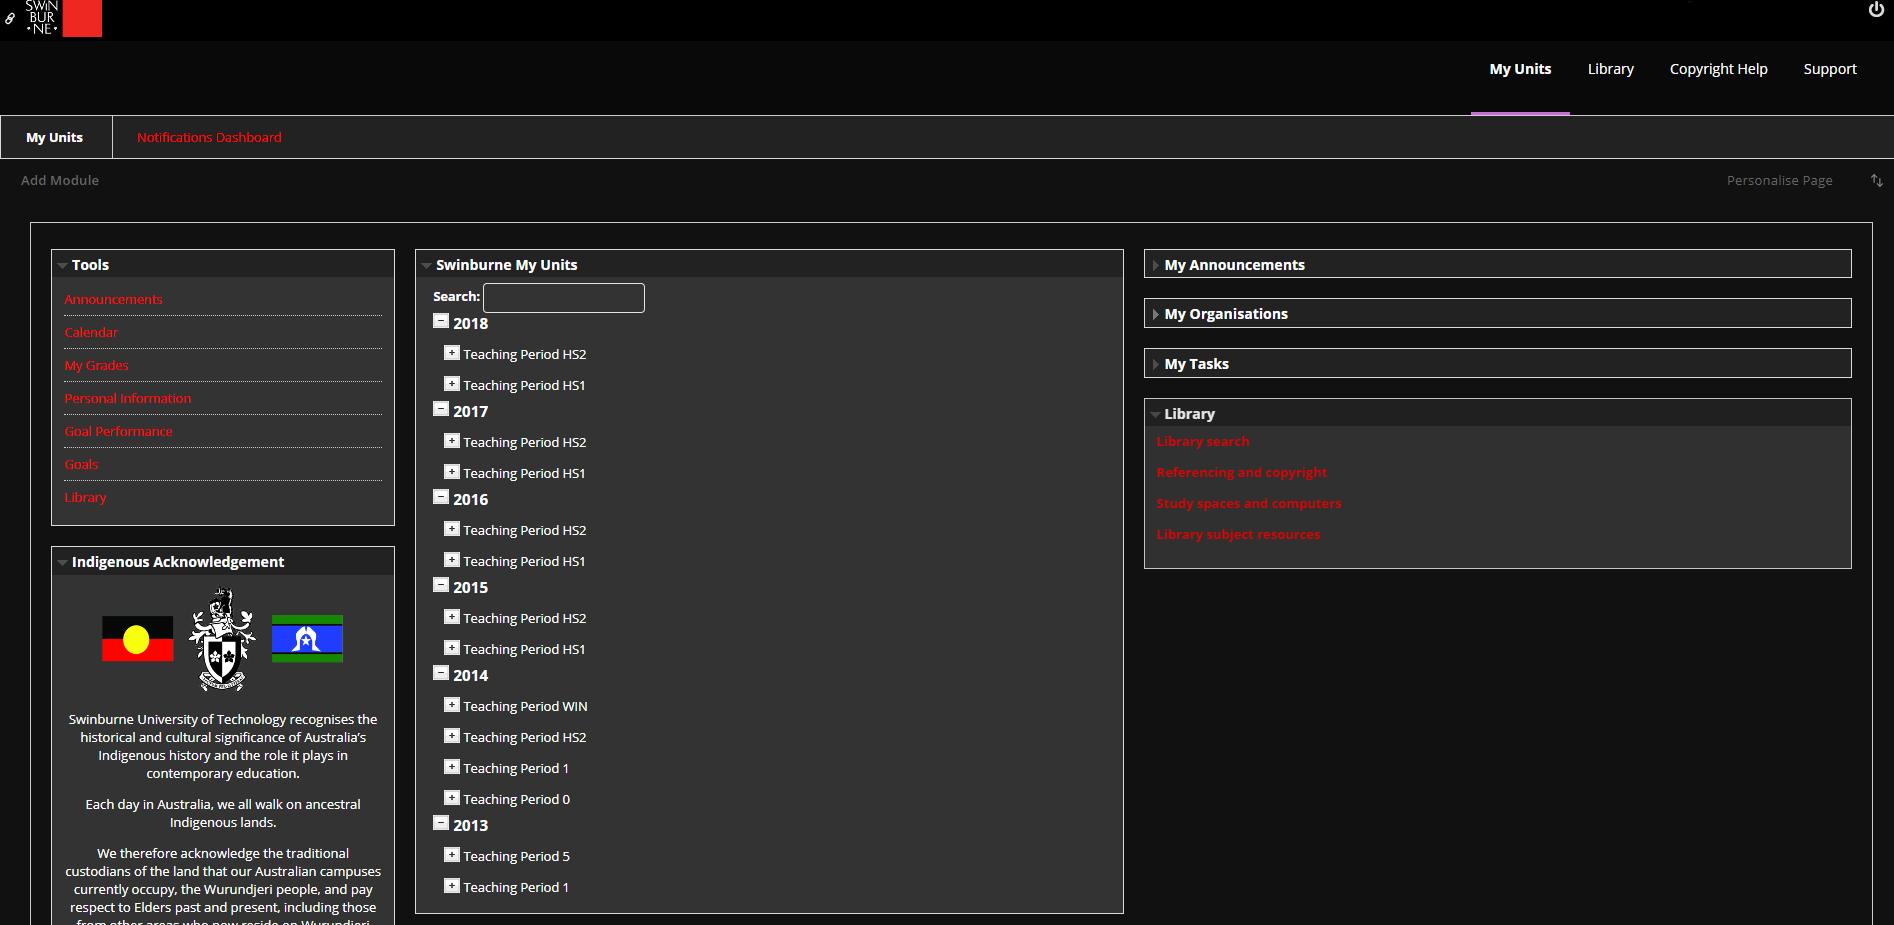 SWIN
BUR
•NE•
My Units
Library
Copyright Help
Support
My Units
Notifications Dashboard
Add Module
Personalise Page
Tools
Announcements
Calendar
My Grades
Personal Information
Goal Performance
Goals
Library
Indigenous Acknowledgement
Swinburne University of Technology recognises the
historical and cultural significance of Australia’s
Indigenous history and the role it plays in
contemporary education.
Each day in Australia, we all walk on ancestral
Indigenous lands.
We therefore acknowledge the traditional
custodians of the land that our Australian campuses
currently occupy, the Wurundjeri people, and pay
respect to Elders past and present, including those
from other areas who now reside on Wurundjeri
Swinburne My Units
Search:
2018
Teaching Period HS2
Teaching Period HS1
2017
Teaching Period HS2
Teaching Period HS1
2016
Teaching Period HS2
Teaching Period HS1
2015
Teaching Period HS2
Teaching Period HS1
2014
Teaching Period WIN
Teaching Period HS2
Teaching Period 1
Teaching Period 0
2013
Teaching Period 5
Teaching Period 1
My Announcements
My Organisations
My Tasks
Library
Library search
Referencing and copyright
Study spaces and computers
Library subject resources